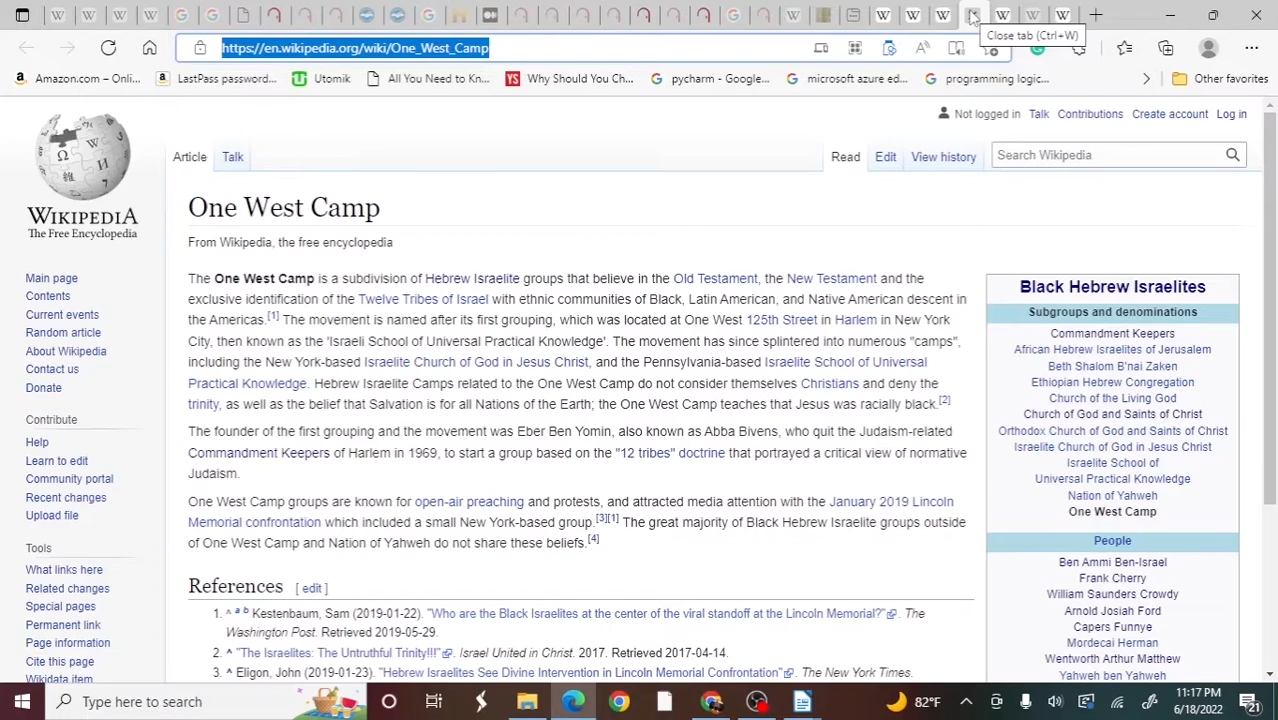 Close tab (Ctrl+W)
https://en.wikipedia.org/wiki/One_West_Camp
Amazon.com – Onli...
LastPass password...
Utomik
All You Need to Kn...
Why Should You Ch...
pycharm - Google...
microsoft azure ed...
programming logic...
Other favorites
Not logged in Talk Contributions Create account Log in
Article Talk
Read Edit View history
Search Wikipedia
WIKIPEDIA
The Free Encyclopedia
Main page
Contents
Current events
Random article
About Wikipedia
Contact us
Donate
Contribute
Help
Learn to edit
Community portal
Recent changes
Upload file
Tools
What links here
Related changes
Special pages
Permanent link
Page information
Cite this page
Wikidata item
One West Camp
From Wikipedia, the free encyclopedia
The One West Camp is a subdivision of Hebrew Israelite groups that believe in the Old Testament, the New Testament and the
exclusive identification of the Twelve Tribes of Israel with ethnic communities of Black, Latin American, and Native American descent in
the Americas.[1] The movement is named after its first grouping, which was located at One West 125th Street in Harlem in New York
City, then known as the 'Israeli School of Universal Practical Knowledge'. The movement has since splintered into numerous "camps",
including the New York-based Israelite Church of God in Jesus Christ, and the Pennsylvania-based Israelite School of Universal
Practical Knowledge. Hebrew Israelite Camps related to the One West Camp do not consider themselves Christians and deny the
trinity, as well as the belief that Salvation is for all Nations of the Earth; the One West Camp teaches that Jesus was racially black.[2]
The founder of the first grouping and the movement was Eber Ben Yomin, also known as Abba Bivens, who quit the Judaism-related
Commandment Keepers of Harlem in 1969, to start a group based on the "12 tribes" doctrine that portrayed a critical view of normative
Judaism.
One West Camp groups are known for open-air preaching and protests, and attracted media attention with the January 2019 Lincoln
Memorial confrontation which included a small New York-based group.[3][1] The great majority of Black Hebrew Israelite groups outside
of One West Camp and Nation of Yahweh do not share these beliefs.[4]
References [ edit ]
1. ^ a b Kestenbaum, Sam (2019-01-22). "Who are the Black Israelites at the center of the viral standoff at the Lincoln Memorial?". The
Washington Post. Retrieved 2019-05-29.
2. ^ "The Israelites: The Untruthful Trinity!!!". Israel United in Christ. 2017. Retrieved 2017-04-14.
3. ^ Eligon, John (2019-01-23). "Hebrew Israelites See Divine Intervention in Lincoln Memorial Confrontation". The New York Times.
Black Hebrew Israelites
Subgroups and denominations
Commandment Keepers
African Hebrew Israelites of Jerusalem
Beth Shalom B'nai Zaken
Ethiopian Hebrew Congregation
Church of the Living God
Church of God and Saints of Christ
Orthodox Church of God and Saints of Christ
Israelite Church of God in Jesus Christ
Israelite School of
Universal Practical Knowledge
Nation of Yahweh
One West Camp
People
Ben Ammi Ben-Israel
Frank Cherry
William Saunders Crowdy
Arnold Josiah Ford
Capers Funnye
Mordecai Herman
Wentworth Arthur Matthew
Yahweh ben Yahweh
Type here to search
82°F
11:17 PM
6/18/2022
21